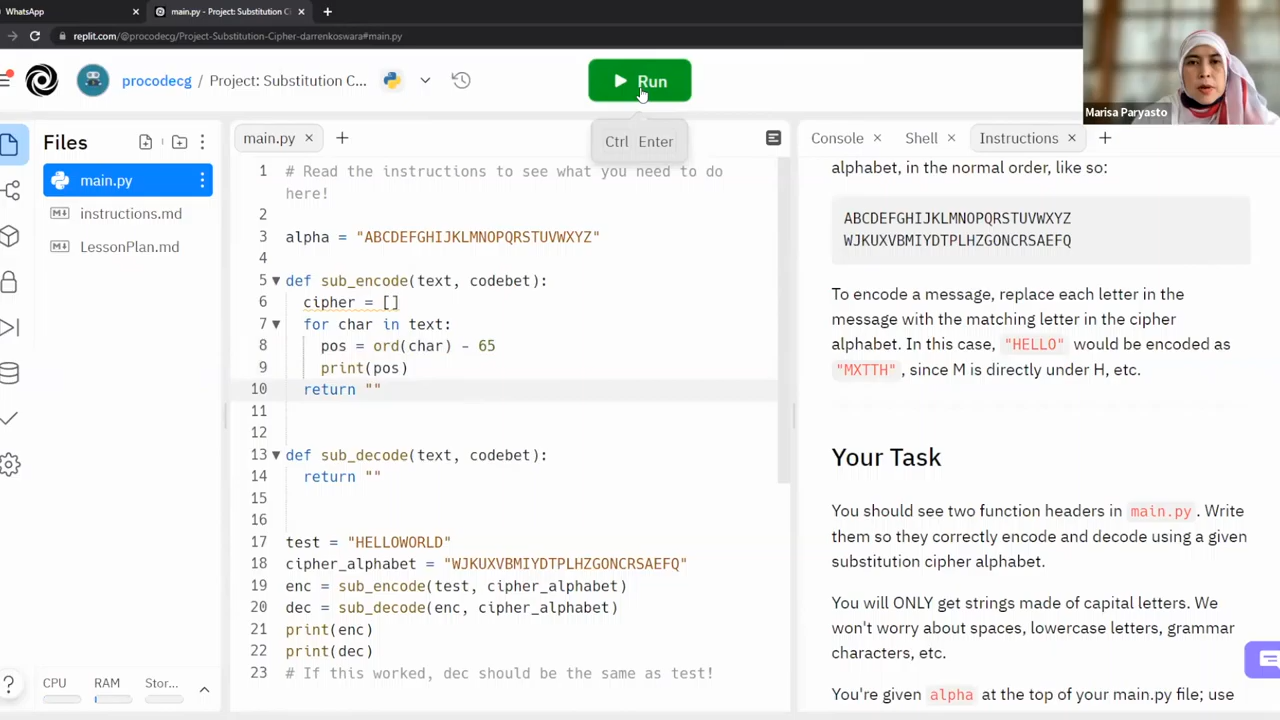 WhatsApp
main.py - Project: Substitution Ci
replit.com/@procodecg/Project-Substitution-Cipher-darrenkoswara#main.py
procodecg / Project: Substitution C...
Run
Ctrl Enter
Marisa Paryasto
Files
main.py
instructions.md
LessonPlan.md
CPU RAM Stor...
main.py
1 # Read the instructions to see what you need to do
here!
2
3 alpha = "ABCDEFGHIJKLMNOPQRSTUVWXYZ"
4
5 def sub_encode(text, codebet):
6 cipher = []
7 for char in text:
8 pos = ord(char) - 65
9 print(pos)
10 return ""
11
12
13 def sub_decode(text, codebet):
14 return ""
15
16
17 test = "HELLOWORLD"
18 cipher_alphabet = "WJKUXVBMIYDTPLHZGONCRSAEFQ"
19 enc = sub_encode(test, cipher_alphabet)
20 dec = sub_decode(enc, cipher_alphabet)
21 print(enc)
22 print(dec)
23 # If this worked, dec should be the same as test!
Console Shell Instructions
alphabet, in the normal order, like so:
ABCDEFGHIJKLMNOPQRSTUVWXYZ
WJKUXVBMIYDTPLHZGONCRSAEFQ
To encode a message, replace each letter in the
message with the matching letter in the cipher
alphabet. In this case, "HELLO" would be encoded as
"MXTTH", since M is directly under H, etc.
Your Task
You should see two function headers in main.py. Write
them so they correctly encode and decode using a given
substitution cipher alphabet.
You will ONLY get strings made of capital letters. We
won't worry about spaces, lowercase letters, grammar
characters, etc.
You're given alpha at the top of your main.py file; use